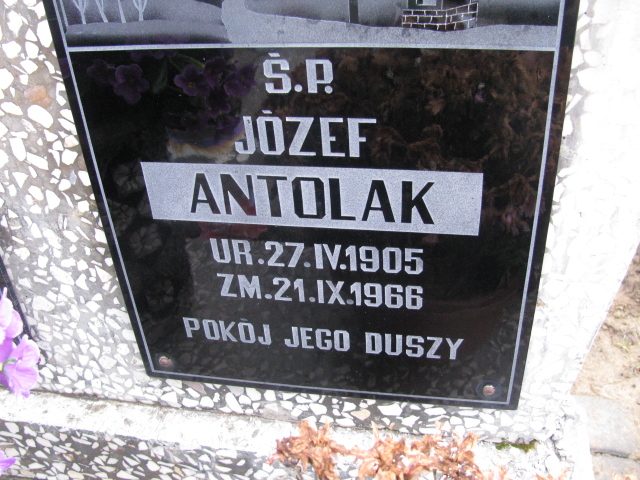 Ś.P.
JÓZEF
ANTOLAK
UR.27.IV.1905
ZM.21.IX.1966
POKÓJ JEGO DUSZY